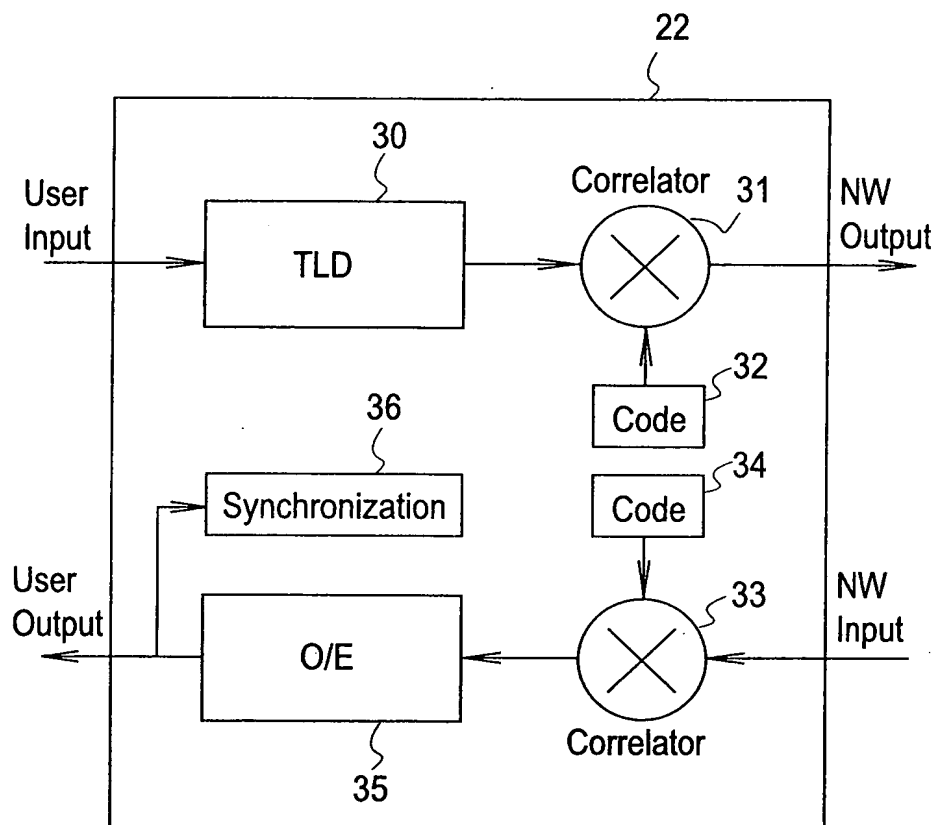 22
30
User
Input
TLD
Correlator
31
NW
Output
32
Code
36
34
Synchronization
Code
User
Output
33
NW
Input
O/E
Correlator
35